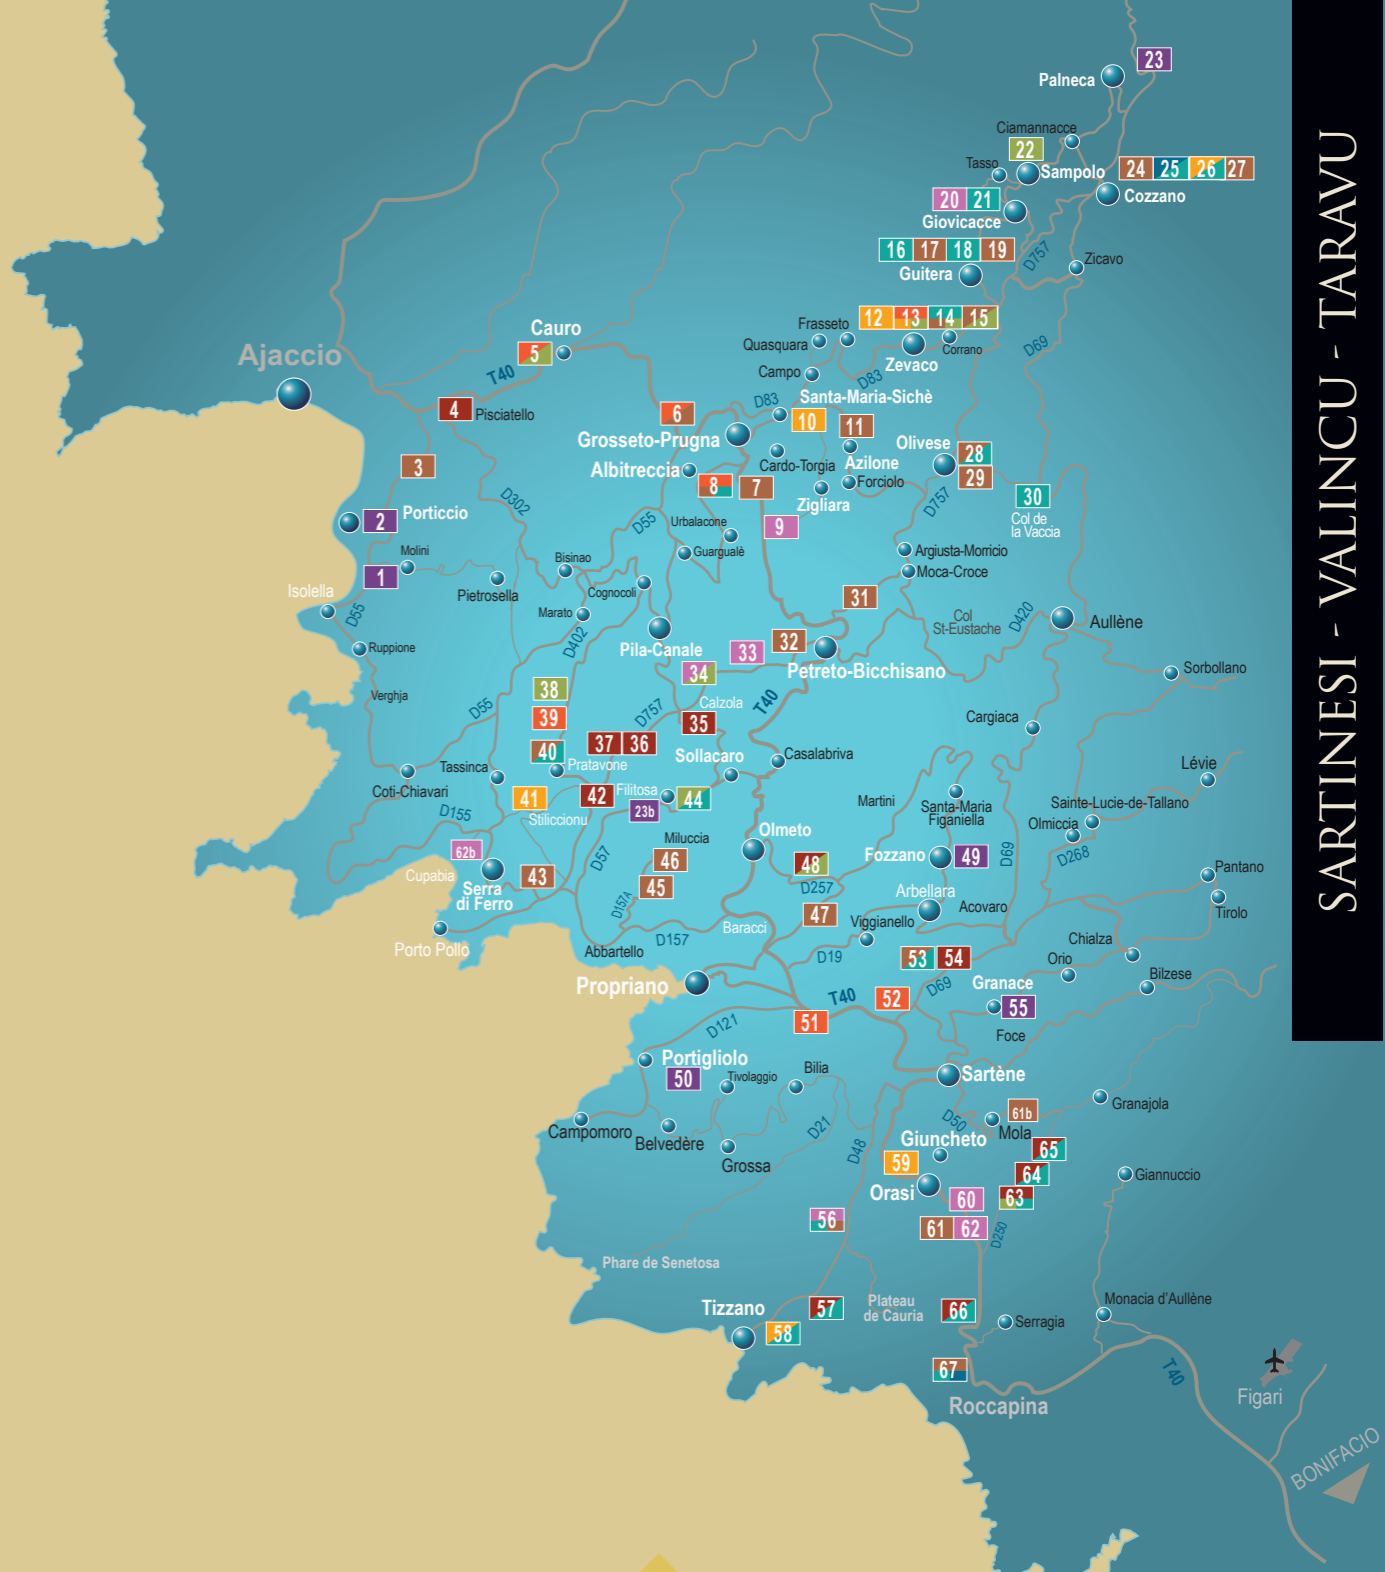 SARTINESI - VALINCU - TARAVU
23
Palneca
Ciamannacce
22
Tasso
Sampolo
24 25 26 27
Cozzano
20 21
Giovicacce
16 17 18 19
Guitera
D757
Zicavo
12 13 14 15
Frasseto
Quasquara
Corrano
Zevaco
D69
Cauro
5
T40
Ajaccio
Campo
D83
4
Pisciatello
6
D83
Santa-Maria-Sichè
10
11
Grosseto-Prugna
Olivese
28
3
Albitreccia
Cardo-Torgia
Azilone
29
8
7
Zigliara
Forciolo
D757
30
Col de
la Vaccia
D302
Porticcio
2
D55
Urbalacone
9
Molini
1
Bisinao
Guargualè
Argiusta-Morricio
Moca-Croce
Isolella
Pietrosella
Cognocoli
D55
Marato
31
Col
St-Eustache
D420
Aullène
Ruppione
D402
Pila-Canale
33
32
Petreto-Bicchisano
Sorbollano
34
Verghja
38
Calzola
T40
D55
39
D757
35
Cargiaca
40
37 36
Sollacaro
Casalabriva
Tassinca
Pratavone
Lévie
Coti-Chiavari
41
42
Filitosa
23b
44
Martini
Santa-Maria
Figaniella
Sainte-Lucie-de-Tallano
Olmiccia
D155
Stiliccionu
Olmeto
62b
Miluccia
D57
46
48
Fozzano
49
D69
D268
Cupabia
Serra
di Ferro
43
45
D257
Pantano
D157A
47
Arbellara
Acovaro
Tirolo
Porto Pollo
Baracci
Viggianello
Abbartello
D157
D19
Chialza
53 54
Orio
Propriano
D69
Granace
Bilzese
T40
52
55
D121
51
Foce
Portigliolo
50
Tivolaggio
Bilia
Sartène
Granajola
61b
D50
Mola
Campomoro
Belvedère
D21
Giuncheto
65
Grossa
D48
59
64
Giannuccio
Orasi
60
63
56
61 62
D250
Phare de Senetosa
Tizzano
57
Plateau
de Cauria
66
Monacia d'Aullène
58
Serragia
67
T40
Roccapina
Figari
BONIFACIO